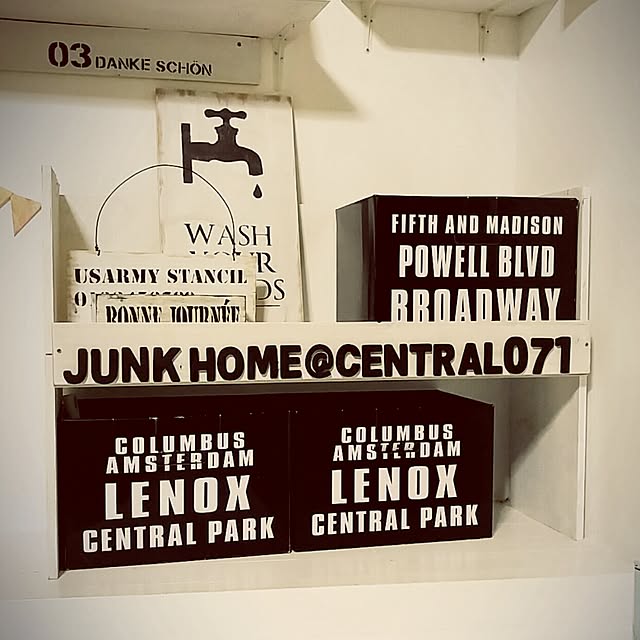 03 DANKE SCHÖN
WASH
USARMY STANCIL
BONNE JOURNÉE
FIFTH AND MADISON
POWELL BLVD
BROADWAY
JUNK HOME@CENTRAL071
COLUMBUS
AMSTERDAM
LENOX
CENTRAL PARK
COLUMBUS
AMSTERDAM
LENOX
CENTRAL PARK